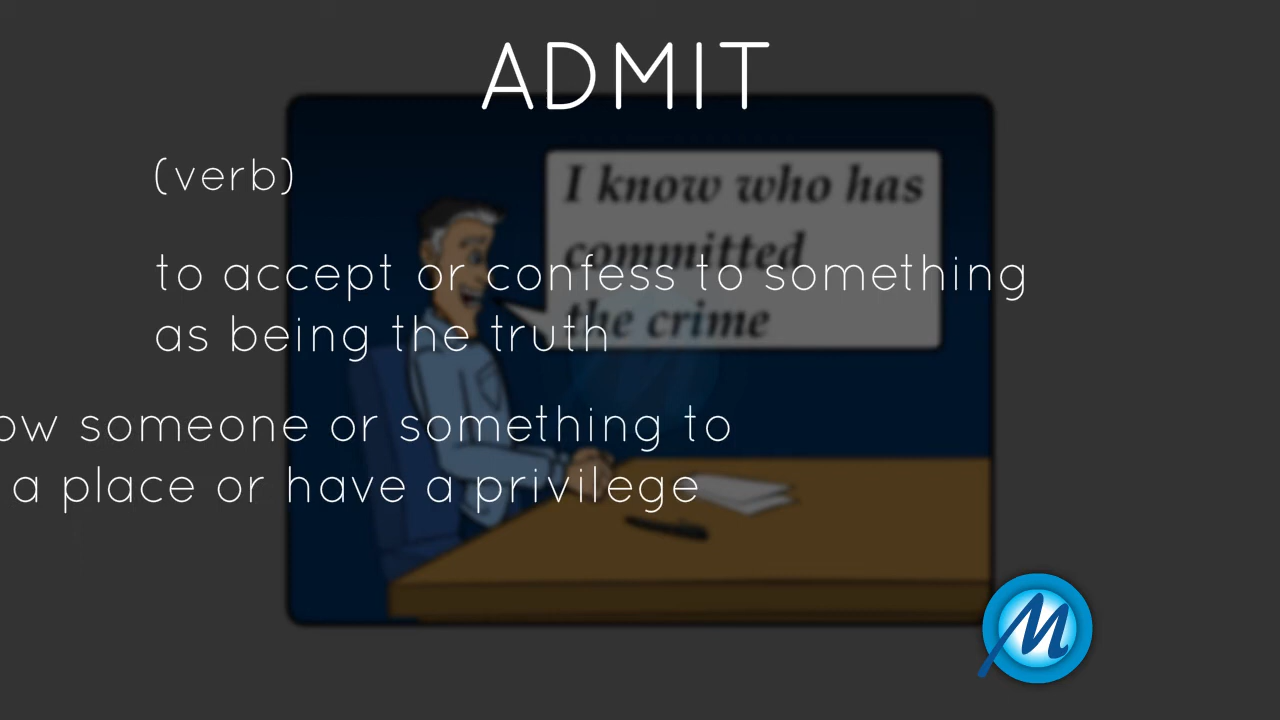 ADMIT
(verb)
I know who has
committed
the crime
to accept or confess to something
as being the truth
ow someone or something to
a place or have a privilege
M